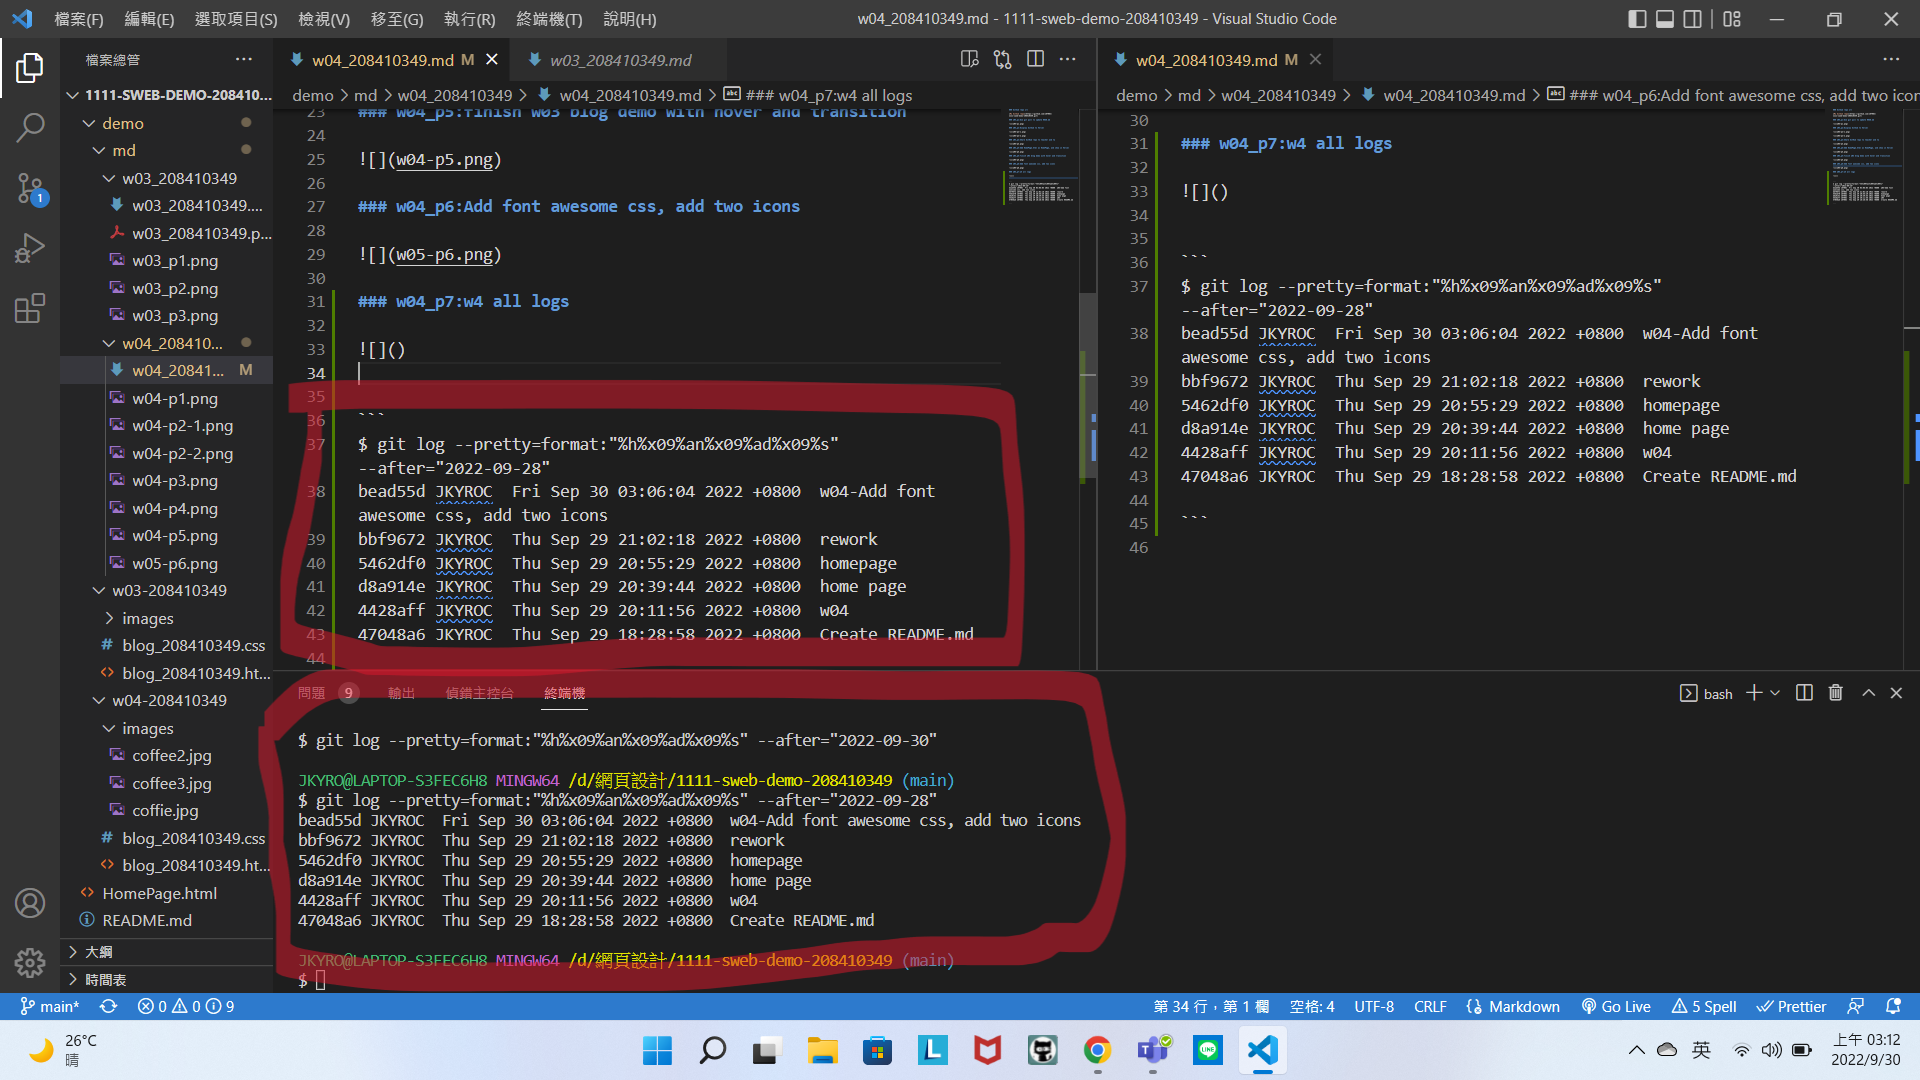 檔案(F) 編輯(E) 選取項目(S) 檢視(V) 移至(G) 執行(R) 終端機(T) 說明(H) w04_208410349.md - 1111-sweb-demo-208410349 - Visual Studio Code
檔案總管
1111-SWEB-DEMO-208410...
demo
md
w03_208410349
w03_208410349....
w03_208410349.p...
w03_p1.png
w03_p2.png
w03_p3.png
w04_208410...
w04_20841... M
w04-p1.png
w04-p2-1.png
w04-p2-2.png
w04-p3.png
w04-p4.png
w04-p5.png
w05-p6.png
w03-208410349
images
blog_208410349.css
blog_208410349.ht...
w04-208410349
images
coffee2.jpg
coffee3.jpg
coffie.jpg
blog_208410349.css
blog_208410349.ht...
HomePage.html
README.md
大綱
時間表
1
w04_208410349.md M w03_208410349.md
demo > md > w04_208410349 > w04_208410349.md > ### w04_p7:w4 all logs
23 ### w04_p5:finish w03 blog demo with hover and transition
24
25 ![](w04-p5.png)
26
27 ### w04_p6:Add font awesome css, add two icons
28
29 ![](w05-p6.png)
30
31 ### w04_p7:w4 all logs
32
33 ![]()
34
35
36 ```
37 $ git log --pretty=format:"%h%x09%an%x09%ad%x09%s"
--after="2022-09-28"
38 bead55d JKYROC Fri Sep 30 03:06:04 2022 +0800 w04-Add font
awesome css, add two icons
39 bbf9672 JKYROC Thu Sep 29 21:02:18 2022 +0800 rework
40 5462df0 JKYROC Thu Sep 29 20:55:29 2022 +0800 homepage
41 d8a914e JKYROC Thu Sep 29 20:39:44 2022 +0800 home page
42 4428aff JKYROC Thu Sep 29 20:11:56 2022 +0800 w04
43 47048a6 JKYROC Thu Sep 29 18:28:58 2022 +0800 Create README.md
44
w04_208410349.md M
demo > md > w04_208410349 > w04_208410349.md > ### w04_p6:Add font awesome css, add two icon
30
31 ### w04_p7:w4 all logs
32
33 ![]()
34
35
36 ```
37 $ git log --pretty=format:"%h%x09%an%x09%ad%x09%s"
--after="2022-09-28"
38 bead55d JKYROC Fri Sep 30 03:06:04 2022 +0800 w04-Add font
awesome css, add two icons
39 bbf9672 JKYROC Thu Sep 29 21:02:18 2022 +0800 rework
40 5462df0 JKYROC Thu Sep 29 20:55:29 2022 +0800 homepage
41 d8a914e JKYROC Thu Sep 29 20:39:44 2022 +0800 home page
42 4428aff JKYROC Thu Sep 29 20:11:56 2022 +0800 w04
43 47048a6 JKYROC Thu Sep 29 18:28:58 2022 +0800 Create README.md
44
45 ```
46
問題 9 輸出 偵錯主控台 終端機 bash
$ git log --pretty=format:"%h%x09%an%x09%ad%x09%s" --after="2022-09-30"
JKYRO@LAPTOP-S3FEC6H8 MINGW64 /d/網頁設計/1111-sweb-demo-208410349 (main)
$ git log --pretty=format:"%h%x09%an%x09%ad%x09%s" --after="2022-09-28"
bead55d JKYROC Fri Sep 30 03:06:04 2022 +0800 w04-Add font awesome css, add two icons
bbf9672 JKYROC Thu Sep 29 21:02:18 2022 +0800 rework
5462df0 JKYROC Thu Sep 29 20:55:29 2022 +0800 homepage
d8a914e JKYROC Thu Sep 29 20:39:44 2022 +0800 home page
4428aff JKYROC Thu Sep 29 20:11:56 2022 +0800 w04
47048a6 JKYROC Thu Sep 29 18:28:58 2022 +0800 Create README.md
JKYRO@LAPTOP-S3FEC6H8 MINGW64 /d/網頁設計/1111-sweb-demo-208410349 (main)
$
main* 0 0 9 第 34 行，第 1 欄 空格: 4 UTF-8 CRLF Markdown Go Live 5 Spell Prettier
26°C
晴
英
上午 03:12
2022/9/30